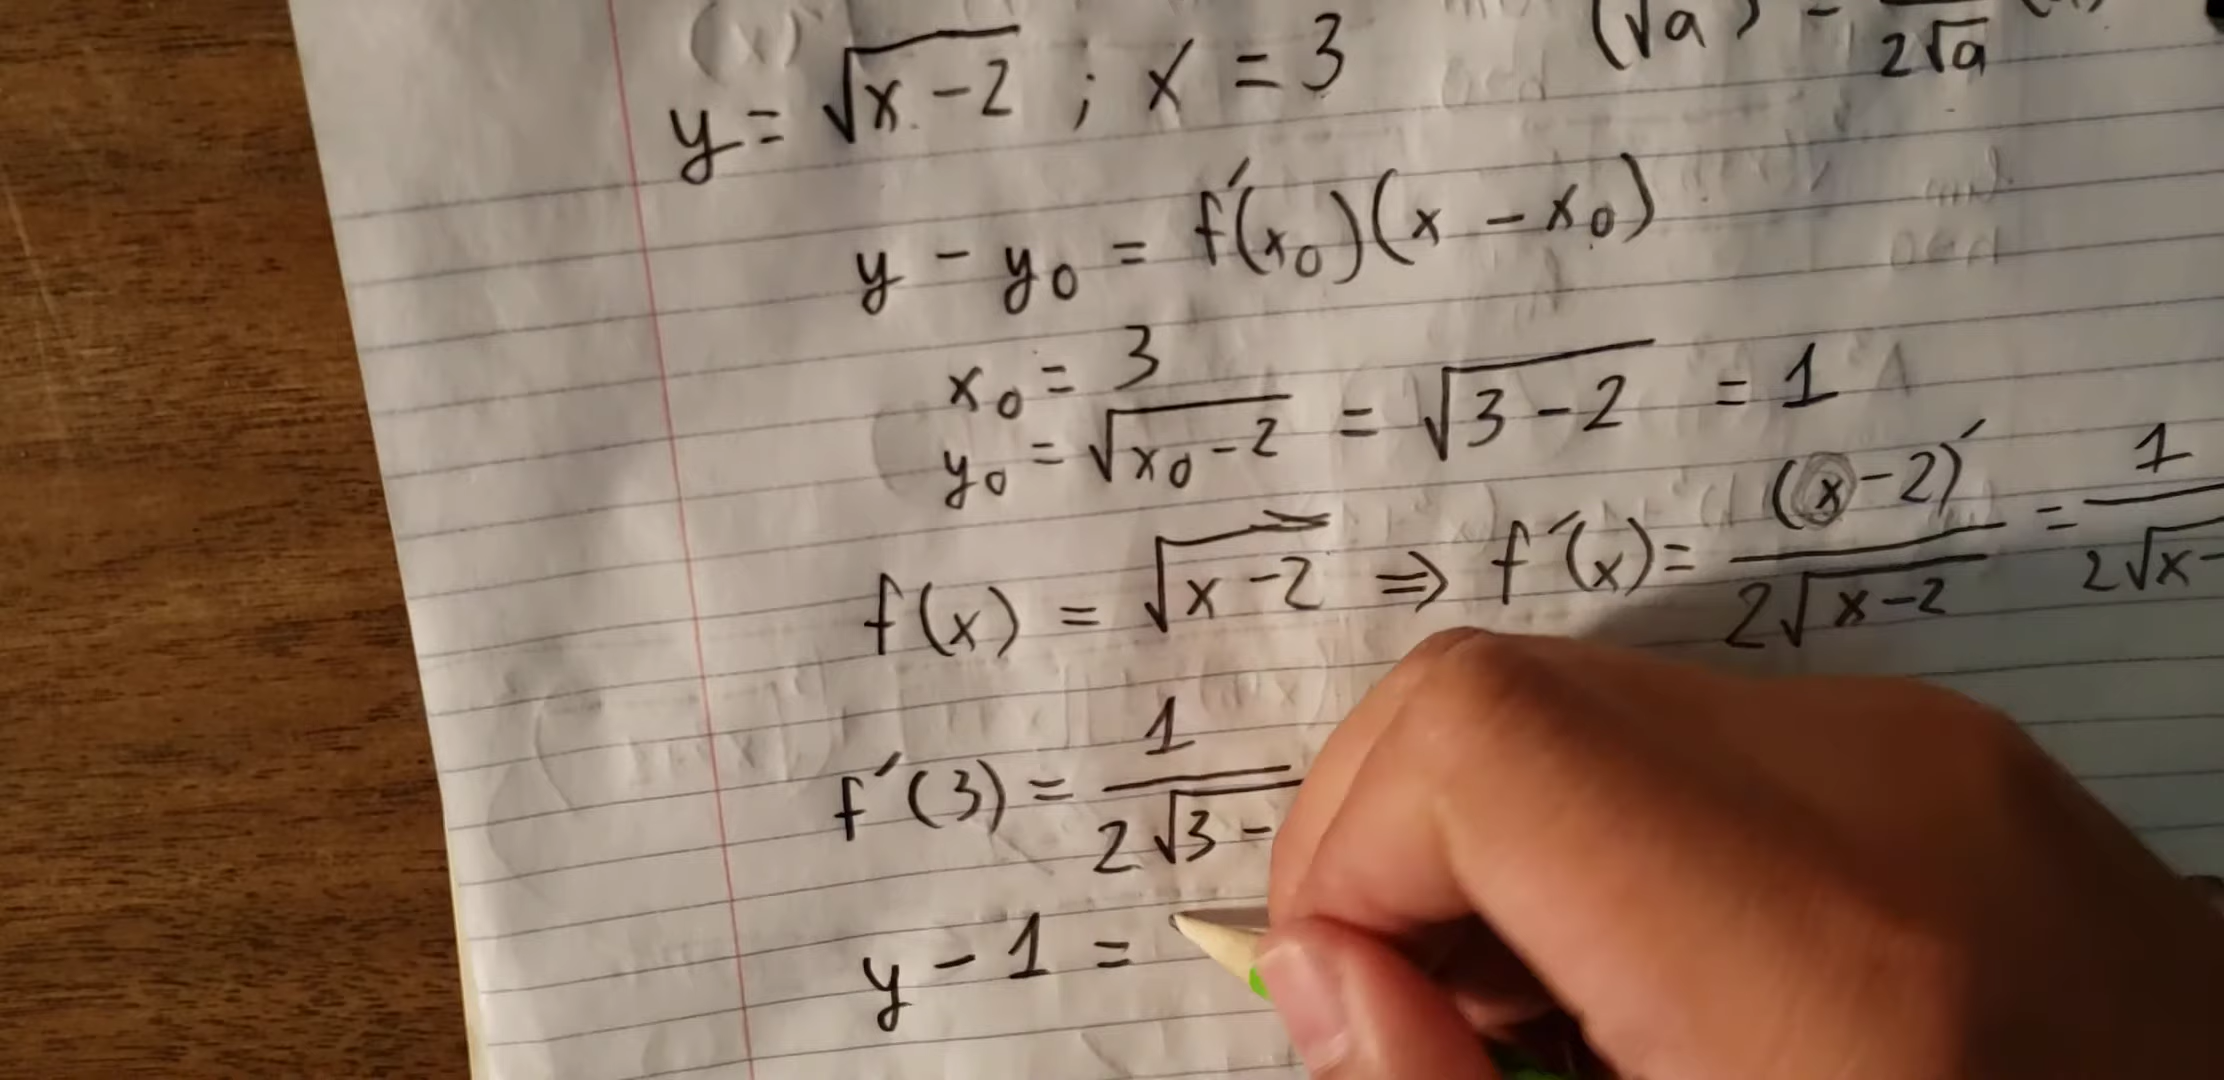 y = √(x-2) ; x = 3
(√a)' = / 2√a
y - y₀ = f'(x₀)(x - x₀)
x₀ = 3
y₀ = √(x₀-2) = √(3-2) = 1
f(x) = √(x-2) ⇒ f'(x) = (x-2)' / 2√(x-2) = 1 / 2√x-
f'(3) = 1 / 2√3-
y - 1 =